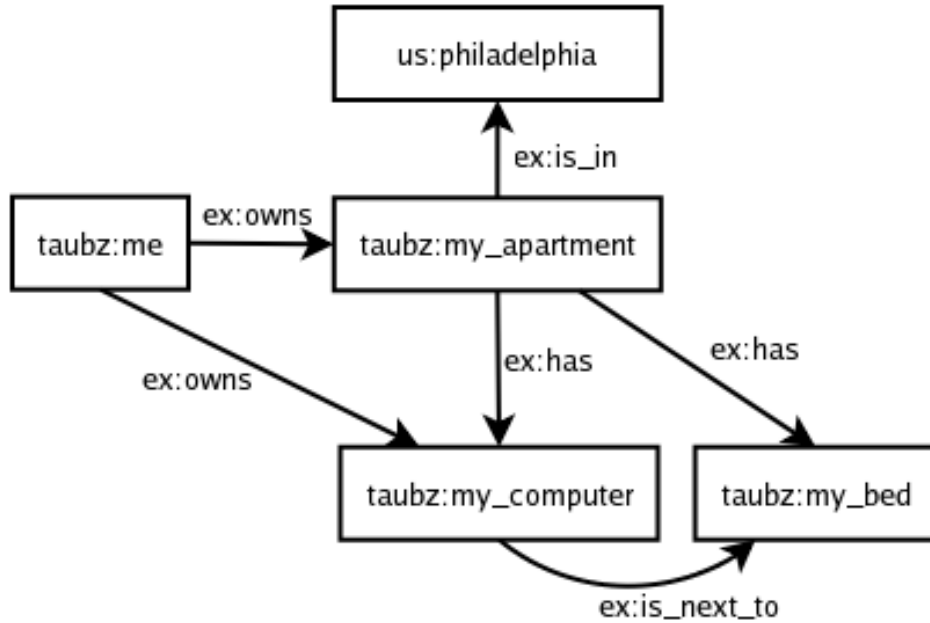 us:philadelphia
ex:is_in
ex:owns
taubz:me
taubz:my_apartment
ex:has
ex:has
ex:owns
taubz:my_computer
taubz:my_bed
ex:is_next_to